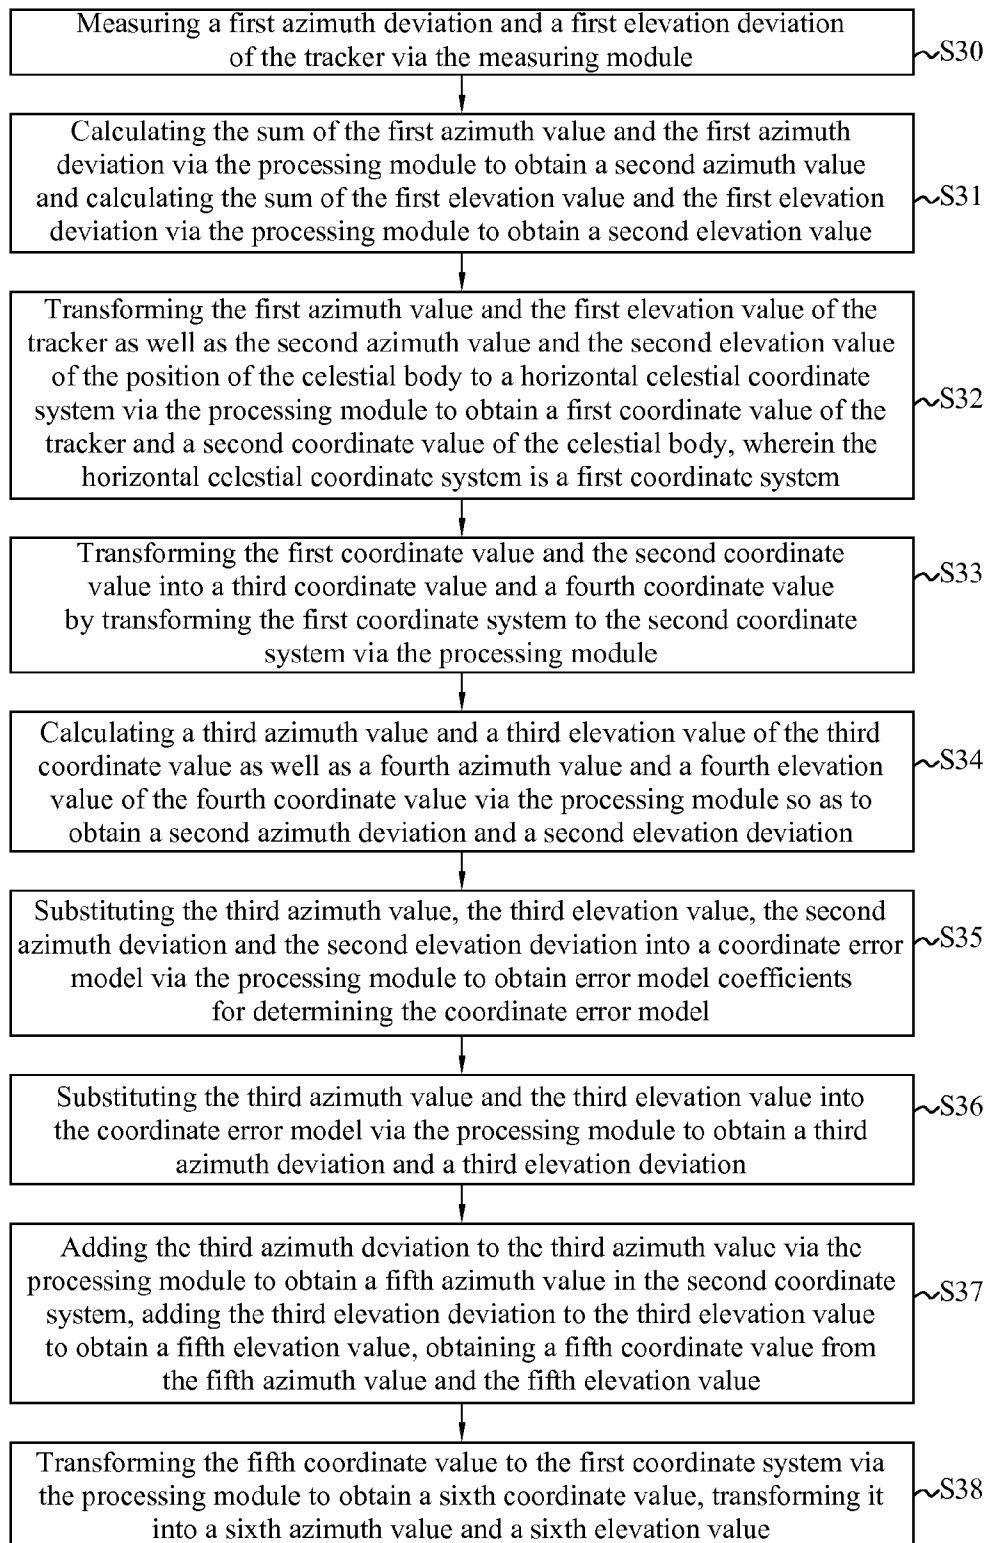 Measuring a first azimuth deviation and a first elevation deviation
of the tracker via the measuring module
S30
Calculating the sum of the first azimuth value and the first azimuth
deviation via the processing module to obtain a second azimuth value
and calculating the sum of the first elevation value and the first elevation
deviation via the processing module to obtain a second elevation value
S31
Transforming the first azimuth value and the first elevation value of the
tracker as well as the second azimuth value and the second elevation value
of the position of the celestial body to a horizontal celestial coordinate
system via the processing module to obtain a first coordinate value of the
tracker and a second coordinate value of the celestial body, wherein the
horizontal celestial coordinate system is a first coordinate system
S32
Transforming the first coordinate value and the second coordinate
value into a third coordinate value and a fourth coordinate value
by transforming the first coordinate system to the second coordinate
system via the processing module
S33
Calculating a third azimuth value and a third elevation value of the third
coordinate value as well as a fourth azimuth value and a fourth elevation
value of the fourth coordinate value via the processing module so as to
obtain a second azimuth deviation and a second elevation deviation
S34
Substituting the third azimuth value, the third elevation value, the second
azimuth deviation and the second elevation deviation into a coordinate error
model via the processing module to obtain error model coefficients
for determining the coordinate error model
S35
Substituting the third azimuth value and the third elevation value into
the coordinate error model via the processing module to obtain a third
azimuth deviation and a third elevation deviation
S36
Adding the third azimuth deviation to the third azimuth value via the
processing module to obtain a fifth azimuth value in the second coordinate
system, adding the third elevation deviation to the third elevation value
to obtain a fifth elevation value, obtaining a fifth coordinate value from
the fifth azimuth value and the fifth elevation value
S37
Transforming the fifth coordinate value to the first coordinate system via
the processing module to obtain a sixth coordinate value, transforming it
into a sixth azimuth value and a sixth elevation value
S38